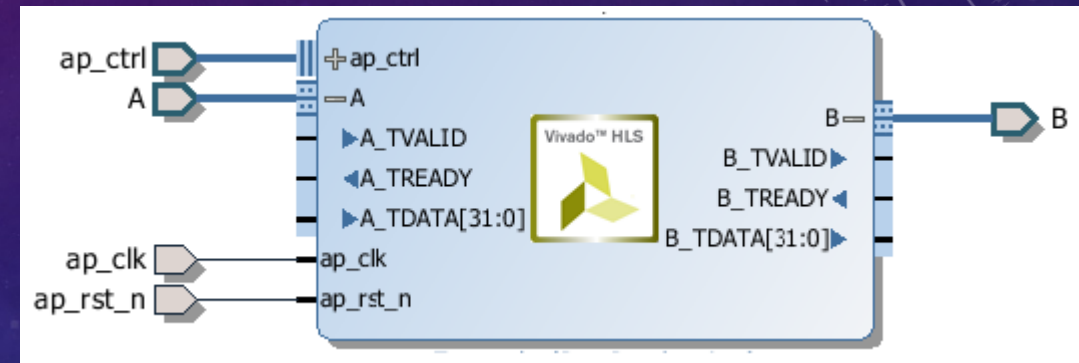 ap_ctrl
A
ap_clk
ap_rst_n
ap_ctrl
A
A_TVALID
A_TREADY
A_TDATA[31:0]
ap_clk
ap_rst_n
Vivado™ HLS
B
B_TVALID
B_TREADY
B_TDATA[31:0]
B